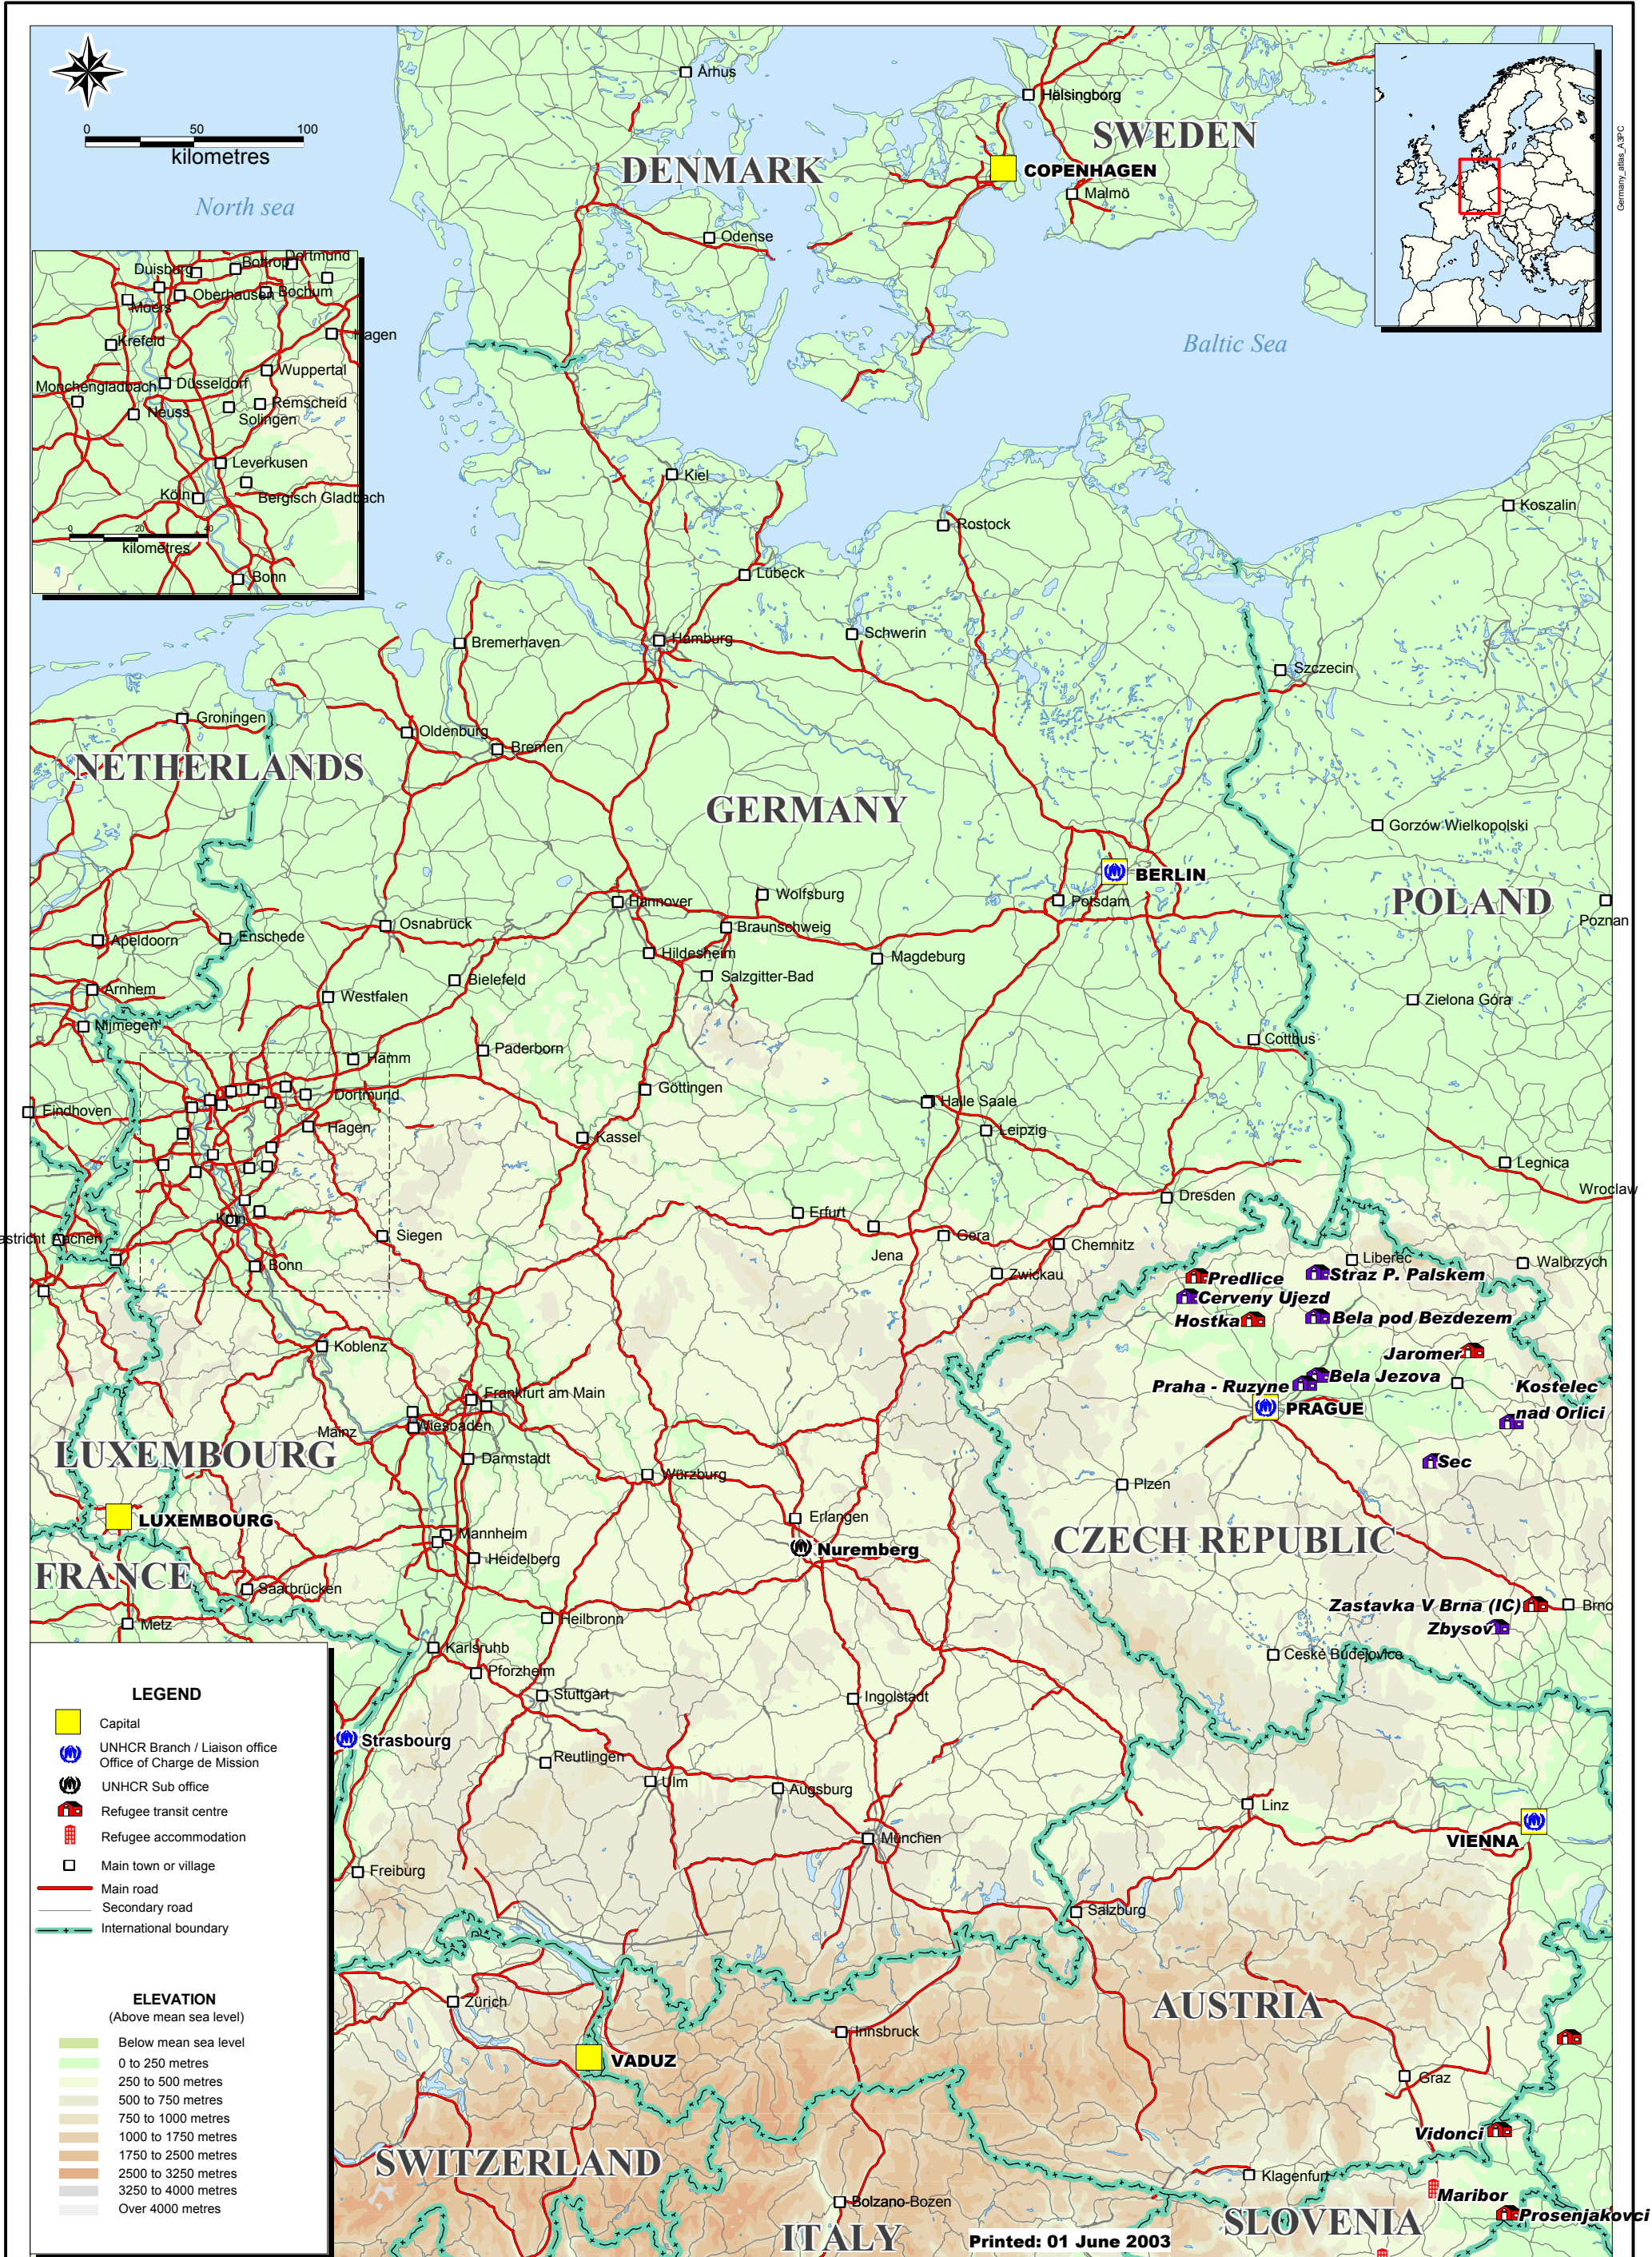 Århus
Hälsingborg
SWEDEN
DENMARK
COPENHAGEN
Malmö
0 50 100
kilometres
North sea
Odense
Baltic Sea
Germany_atlas_A3PC
Duisburg
Bottrop
Dortmund
Oberhausen
Bochum
Moers
Hagen
Krefeld
Wuppertal
Monchengladbach
Düsseldorf
Remscheid
Neuss
Solingen
Leverkusen
Köln
Bergisch Gladbach
0 20 40
kilometres
Bonn
Kiel
Koszalin
Rostock
Lübeck
Schwerin
Hamburg
Bremerhaven
Szczecin
Groningen
Oldenburg
Bremen
NETHERLANDS
GERMANY
Gorzów Wielkopolski
BERLIN
Wolfsburg
Hannover
Potsdam
POLAND
Poznan
Osnabrück
Braunschweig
Apeldoorn
Enschede
Hildesheim
Magdeburg
Bielefeld
Salzgitter-Bad
Arnhem
Westfalen
Zielona Góra
Nijmegen
Cottbus
Paderborn
Hamm
Göttingen
Dortmund
Halle Saale
Eindhoven
Hagen
Leipzig
Kassel
Legnica
Wroclaw
Dresden
Erfurt
Köln
Siegen
Gera
Jena
Chemnitz
astricht
Aachen
Bonn
Zwickau
Liberec
Walbrzych
Predlice
Straz P. Palskem
Cerveny Ujezd
Hostka
Bela pod Bezdezem
Koblenz
Jaromer
Bela Jezova
Praha - Ruzyne
Kostelec
nad Orlici
PRAGUE
Frankfurt am Main
Wiesbaden
Mainz
LUXEMBOURG
Darmstadt
Sec
Würzburg
Plzen
LUXEMBOURG
Erlangen
Mannheim
CZECH REPUBLIC
Nuremberg
Heidelberg
FRANCE
Saarbrücken
Zastavka V Brna (IC)
Brno
Metz
Heilbronn
Zbysov
Karlsruhb
Ceské Budejovice
Pforzheim
Stuttgart
Ingolstadt
Strasbourg
Reutlingen
Ulm
Augsburg
Linz
München
VIENNA
Freiburg
Salzburg
Zürich
AUSTRIA
Innsbruck
VADUZ
Graz
Vidonci
SWITZERLAND
Klagenfurt
Maribor
Bolzano-Bozen
SLOVENIA
Prosenjakovci
ITALY
Printed: 01 June 2003
LEGEND
Capital
UNHCR Branch / Liaison office
Office of Charge de Mission
UNHCR Sub office
Refugee transit centre
Refugee accommodation
Main town or village
Main road
Secondary road
International boundary
ELEVATION
(Above mean sea level)
Below mean sea level
0 to 250 metres
250 to 500 metres
500 to 750 metres
750 to 1000 metres
1000 to 1750 metres
1750 to 2500 metres
2500 to 3250 metres
3250 to 4000 metres
Over 4000 metres